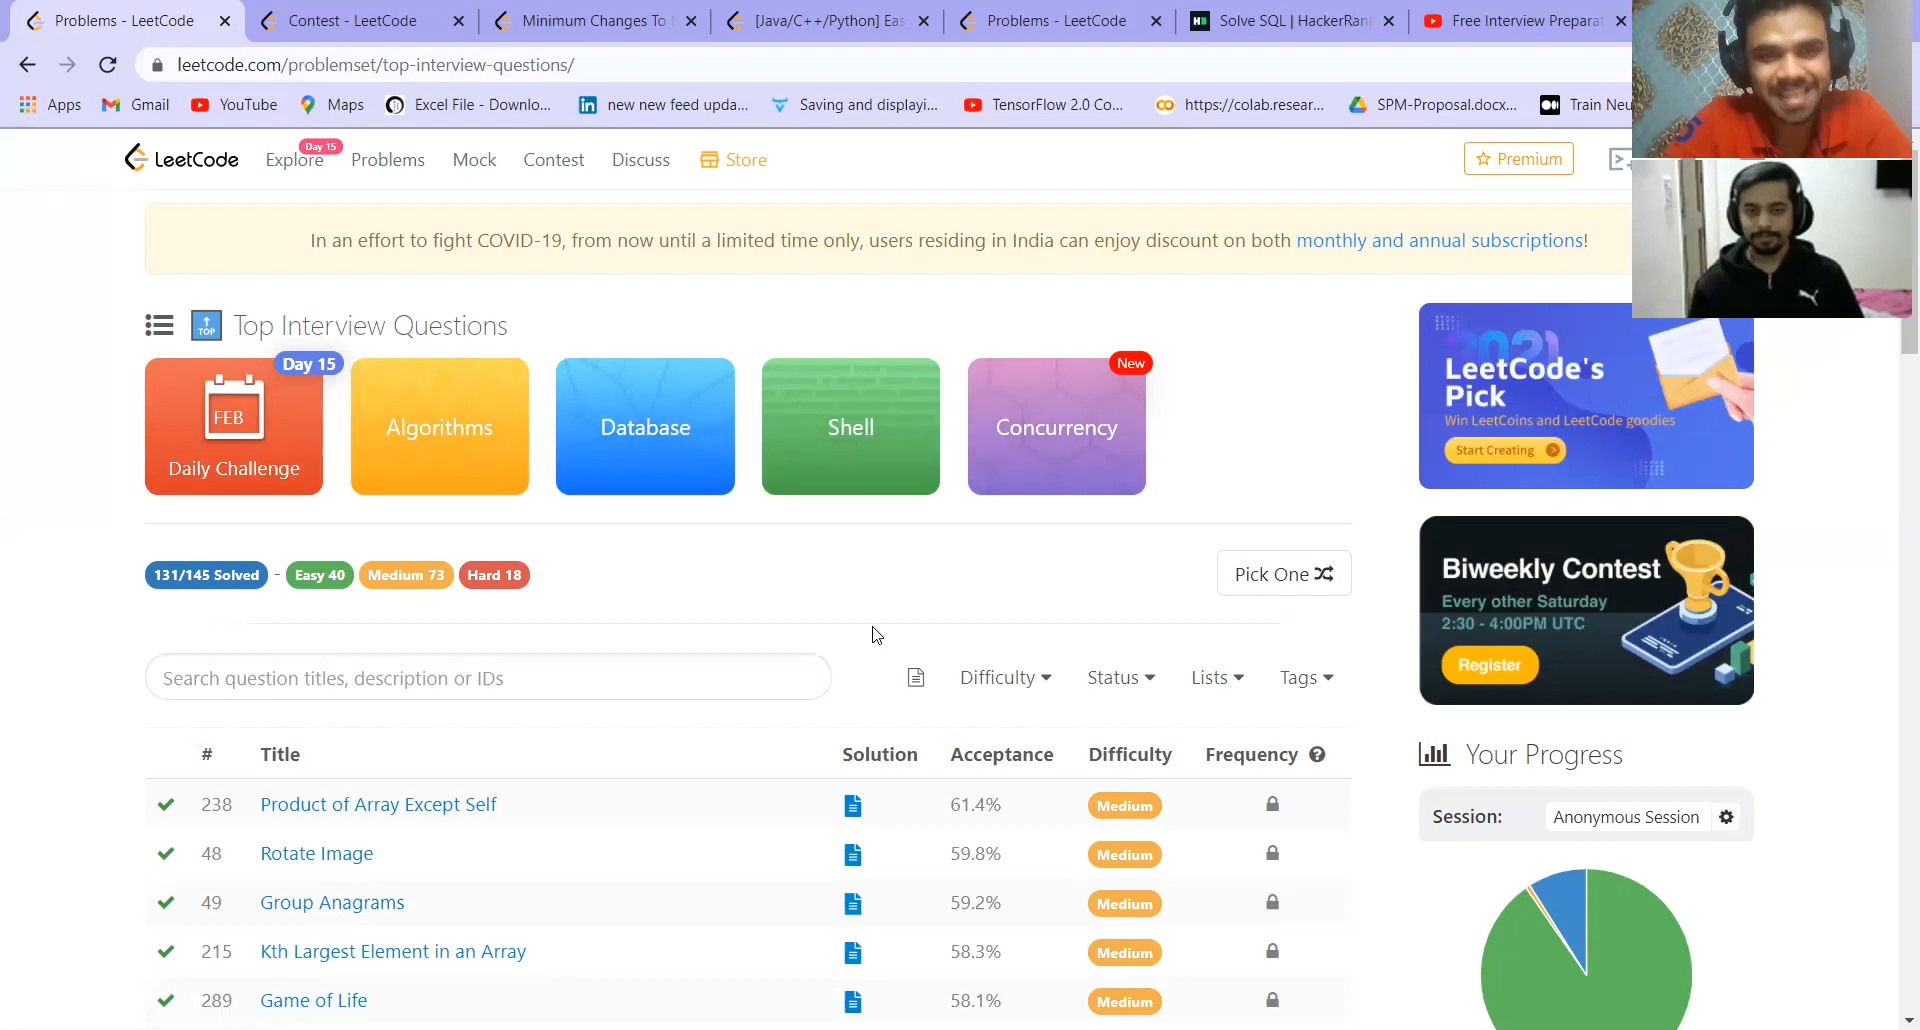 Problems - LeetCode
Contest - LeetCode
Minimum Changes To
[Java/C++/Python] Eas
Problems - LeetCode
Solve SQL | HackerRan
Free Interview Preparat
leetcode.com/problemset/top-interview-questions/
Apps
Gmail
YouTube
Maps
Excel File - Downlo...
new new feed upda...
Saving and displayi...
TensorFlow 2.0 Co...
https://colab.resear...
SPM-Proposal.docx...
Train Neu
LeetCode
Explore
Day 15
Problems
Mock
Contest
Discuss
Store
Premium
In an effort to fight COVID-19, from now until a limited time only, users residing in India can enjoy discount on both monthly and annual subscriptions!
TOP
Top Interview Questions
Day 15
FEB
Daily Challenge
Algorithms
Database
Shell
New
Concurrency
2021
LeetCode's
Pick
Win LeetCoins and LeetCode goodies
Start Creating
131/145 Solved - Easy 40 Medium 73 Hard 18
Pick One
Biweekly Contest
Every other Saturday
2:30 - 4:00PM UTC
Register
Search question titles, description or IDs
Difficulty
Status
Lists
Tags
# Title Solution Acceptance Difficulty Frequency
238 Product of Array Except Self 61.4% Medium
48 Rotate Image 59.8% Medium
49 Group Anagrams 59.2% Medium
215 Kth Largest Element in an Array 58.3% Medium
289 Game of Life 58.1% Medium
Your Progress
Session: Anonymous Session